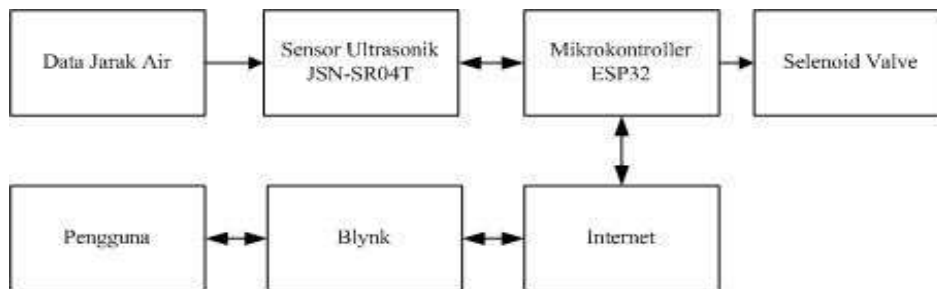 Data Jarak Air
Sensor Ultrasonik
JSN-SR04T
Mikrokontroller
ESP32
Selenoid Valve
Pengguna
Blynk
Internet